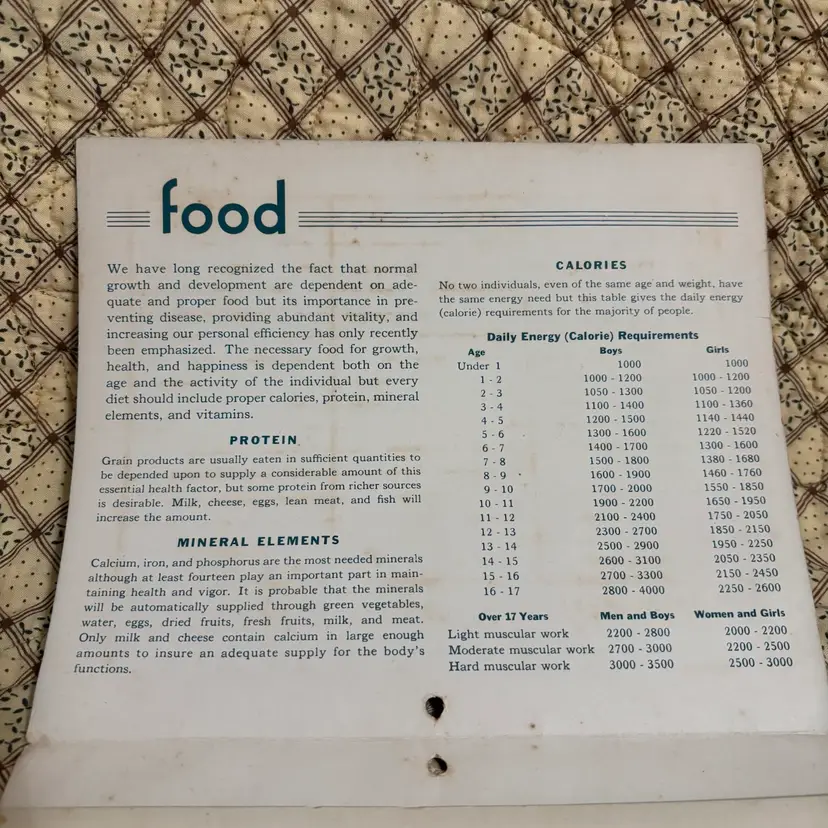 food
We have long recognized the fact that normal
growth and development are dependent on ade-
quate and proper food but its importance in pre-
venting disease, providing abundant vitality, and
increasing our personal efficiency has only recently
been emphasized. The necessary food for growth,
health, and happiness is dependent both on the
age and the activity of the individual but every
diet should include proper calories, protein, mineral
elements, and vitamins.
PROTEIN
Grain products are usually eaten in sufficient quantities to
be depended upon to supply a considerable amount of this
essential health factor, but some protein from richer sources
is desirable. Milk, cheese, eggs, lean meat, and fish will
increase the amount.
MINERAL ELEMENTS
Calcium, iron, and phosphorus are the most needed minerals
although at least fourteen play an important part in main-
taining health and vigor. It is probable that the minerals
will be automatically supplied through green vegetables,
water, eggs, dried fruits, fresh fruits, milk, and meat.
Only milk and cheese contain calcium in large enough
amounts to insure an adequate supply for the body's
functions.
CALORIES
No two individuals, even of the same age and weight, have
the same energy need but this table gives the daily energy
(calorie) requirements for the majority of people.
Daily Energy (Calorie) Requirements
Age Boys Girls
Under 1 1000 1000
1 - 2 1000 - 1200 1000 - 1200
2 - 3 1050 - 1300 1050 - 1200
3 - 4 1100 - 1400 1100 - 1360
4 - 5 1200 - 1500 1140 - 1440
5 - 6 1300 - 1600 1220 - 1520
6 - 7 1400 - 1700 1300 - 1600
7 - 8 1500 - 1800 1380 - 1680
8 - 9 1600 - 1900 1460 - 1760
9 - 10 1700 - 2000 1550 - 1850
10 - 11 1900 - 2200 1650 - 1950
11 - 12 2100 - 2400 1750 - 2050
12 - 13 2300 - 2700 1850 - 2150
13 - 14 2500 - 2900 1950 - 2250
14 - 15 2600 - 3100 2050 - 2350
15 - 16 2700 - 3300 2150 - 2450
16 - 17 2800 - 4000 2250 - 2600
Over 17 Years Men and Boys Women and Girls
Light muscular work 2200 - 2800 2000 - 2200
Moderate muscular work 2700 - 3000 2200 - 2500
Hard muscular work 3000 - 3500 2500 - 3000